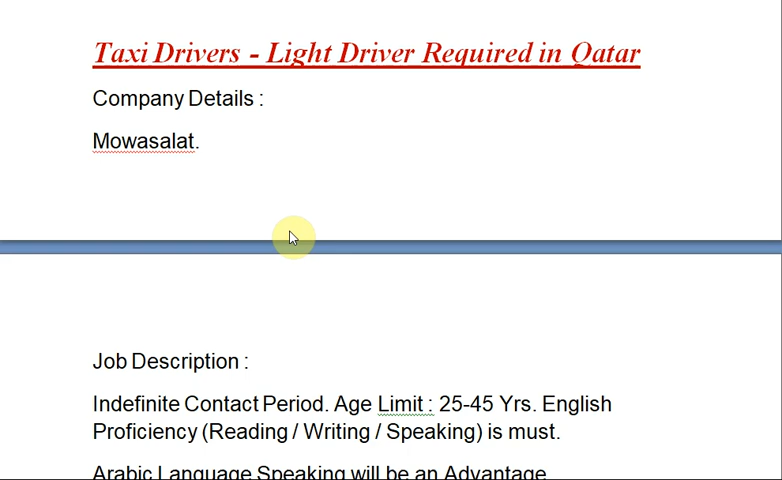 Taxi Drivers - Light Driver Required in Qatar
Company Details :
Mowasalat.
Job Description :
Indefinite Contact Period. Age Limit : 25-45 Yrs. English
Proficiency (Reading / Writing / Speaking) is must.
Arabic Language Speaking will be an Advantage